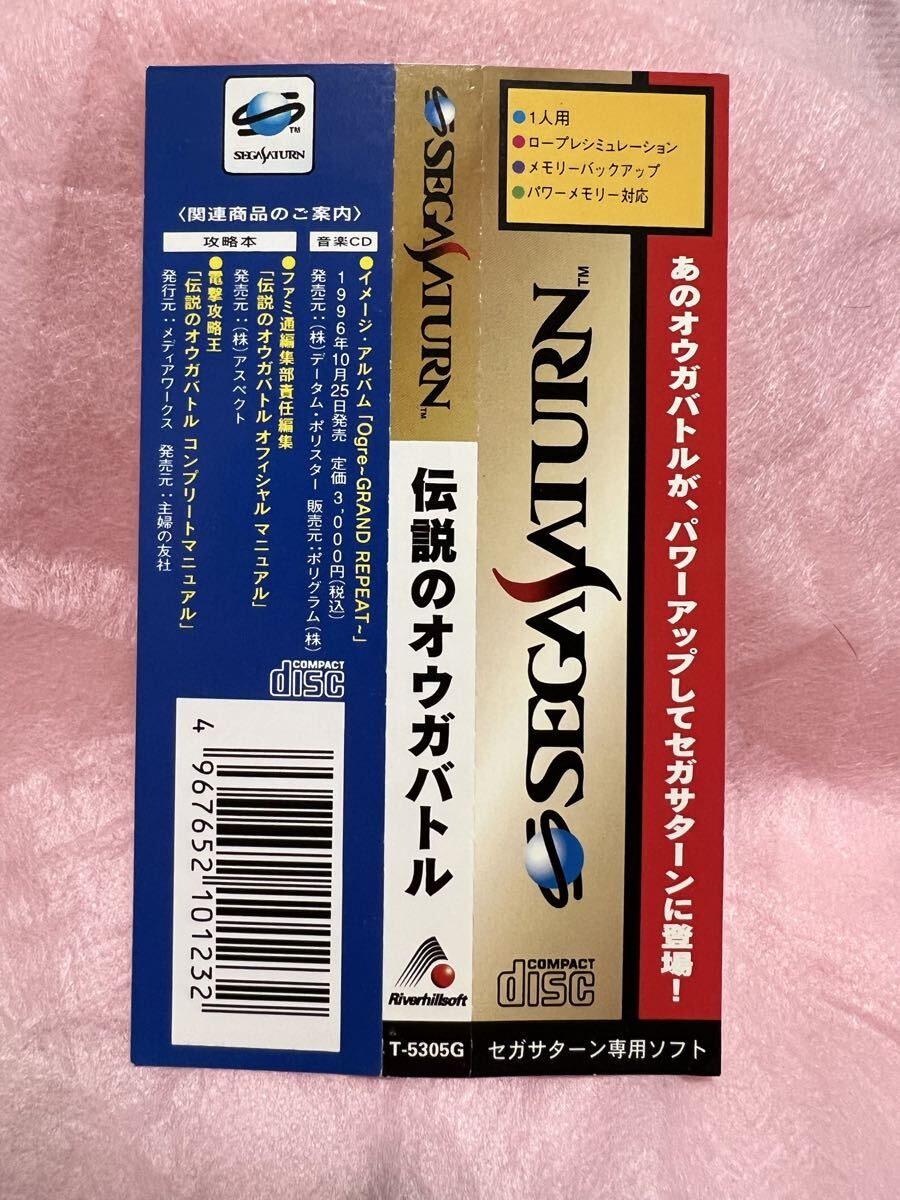 SEGASATURN™
〈関連商品のご案内〉
音楽CD
●イメージ・アルバム「Ogre~GRAND REPEAT~」
1996年10月25日発売 定価 3,000円(税込)
発売元：(株)データム・ポリスター 販売元：ポリグラム(株)
攻略本
●ファミ通編集部責任編集
「伝説のオウガバトル オフィシャル マニュアル」
発売元：(株)アスペクト
●電撃攻略王
「伝説のオウガバトル コンプリートマニュアル」
発行元：メディアワークス 発売元：主婦の友社
COMPACT
disc
4 967652 101232
SEGASATURN™
伝説のオウガバトル
Riverhillsoft
T-5305G
●1人用
●ロープレシミュレーション
●メモリーバックアップ
●パワーメモリー対応
SEGASATURN™
COMPACT
disc
あのオウガバトルが、パワーアップしてセガサターンに登場!
セガサターン専用ソフト